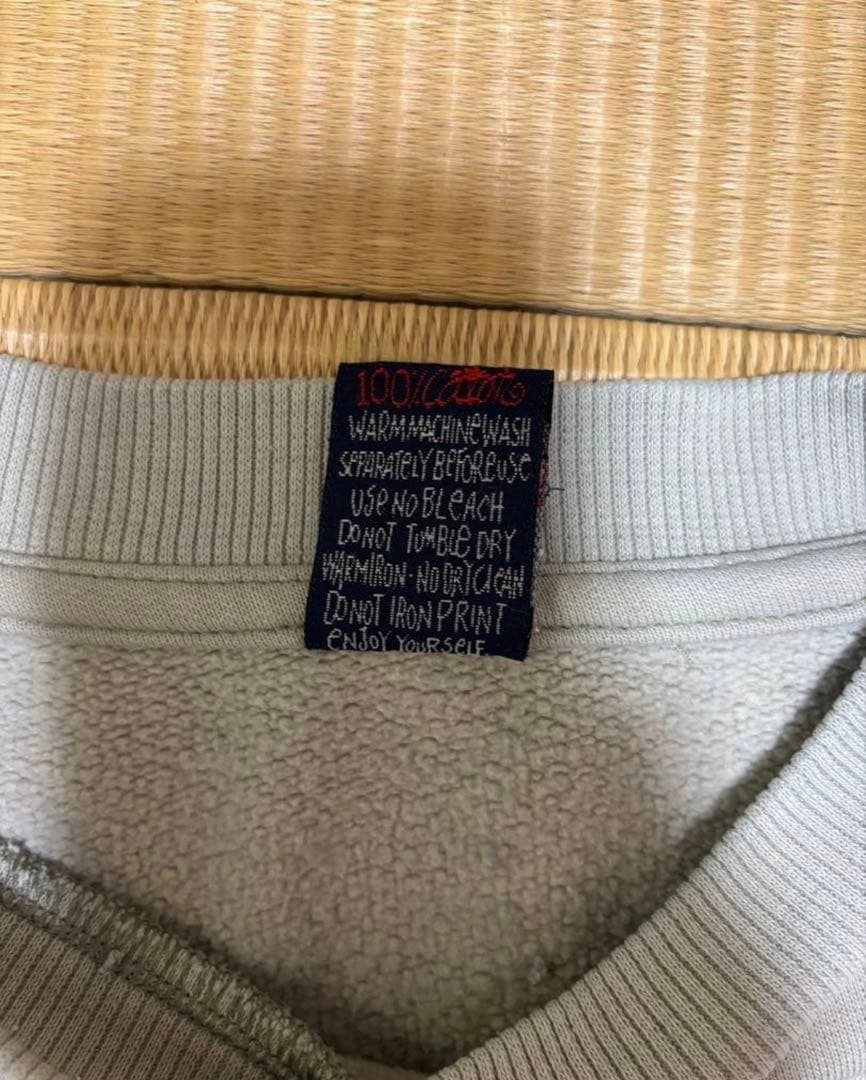 100% Cotton
WARM MACHINE WASH
SEPARATELY BEFORE USE
USE NO BLEACH
DO NOT TUMBLE DRY
WARM IRON - NO DRY CLEAN
DO NOT IRON PRINT
ENJOY YOURSELF